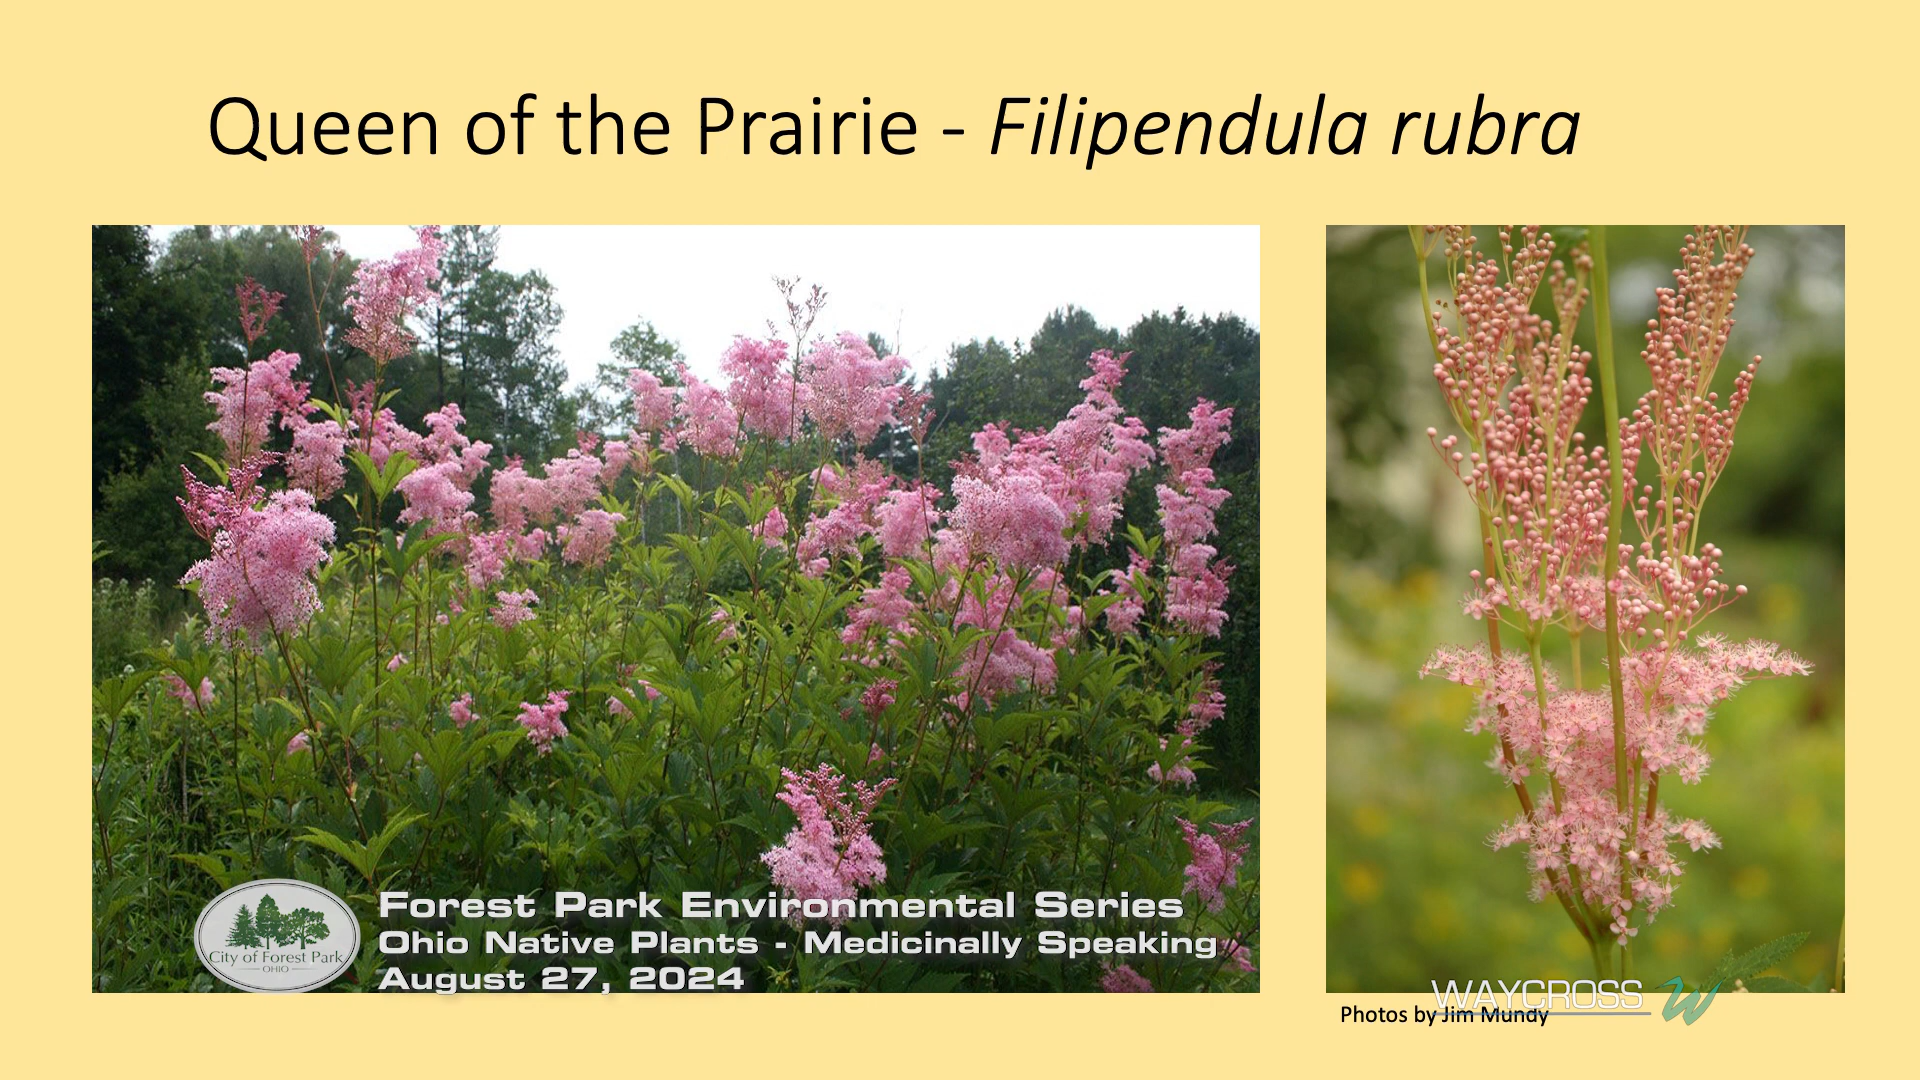 Queen of the Prairie - Filipendula rubra
City of Forest Park
OHIO
Forest Park Environmental Series
Ohio Native Plants - Medicinally Speaking
August 27, 2024
WAYCROSS
Photos by Jim Mundy